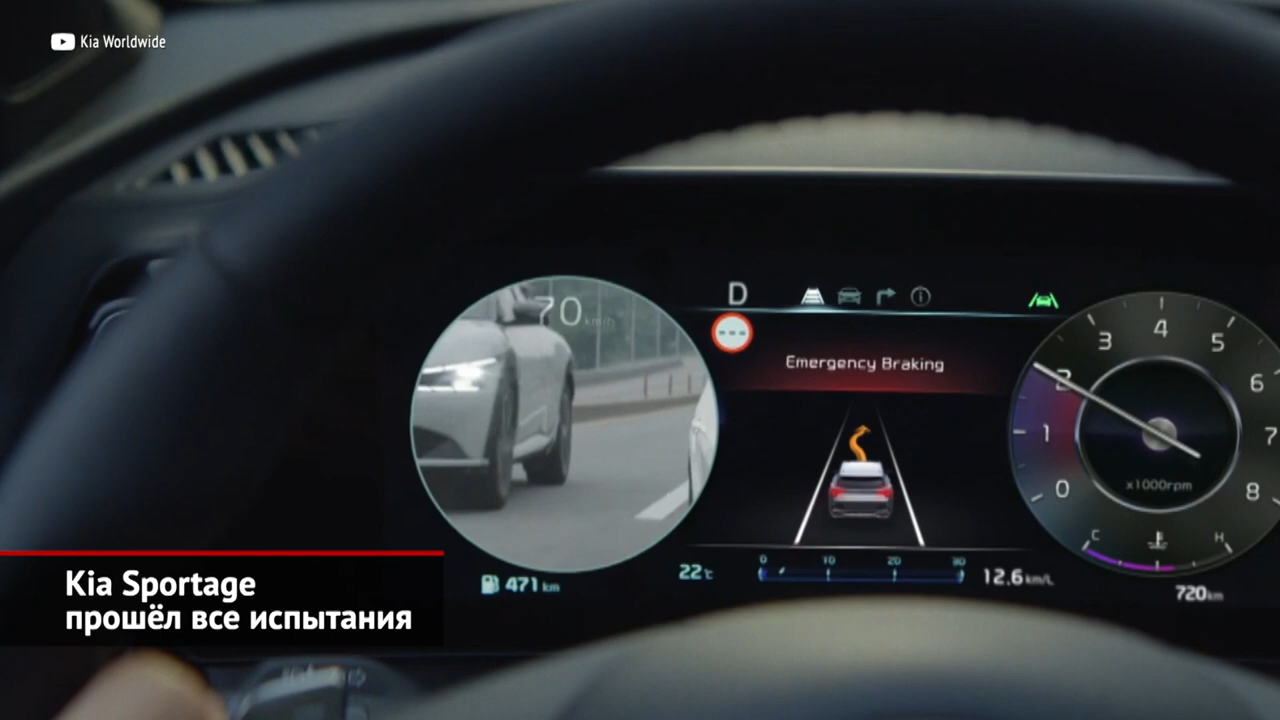 Kia Worldwide
D
70 km/h
Emergency Braking
0 1 2 3 4 5 6 7 8
x1000rpm
C H
471 km
22°C
0 10 20 30
12.6 km/L
720 km
Kia Sportage
прошёл все испытания